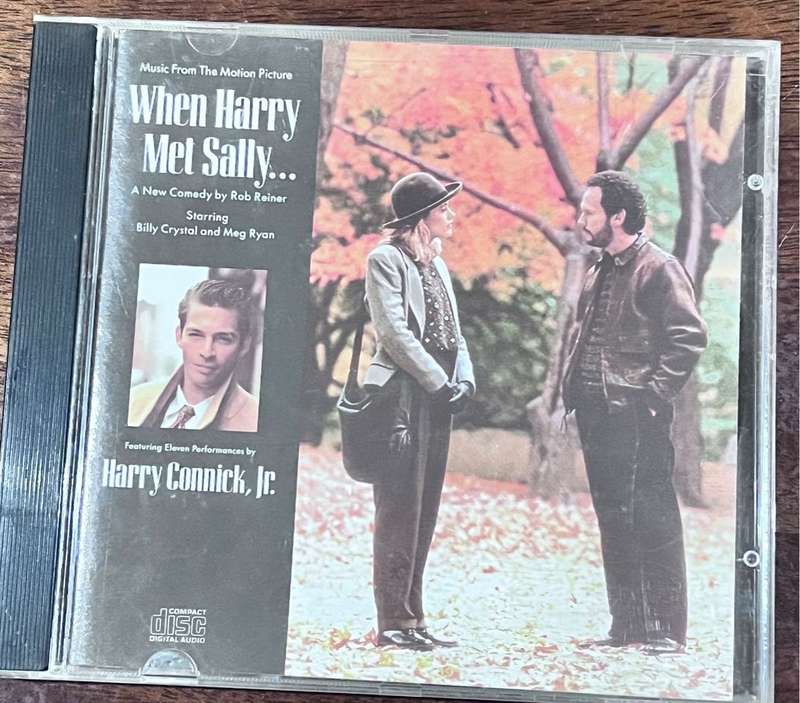 Music From The Motion Picture
When Harry
Met Sally...
A New Comedy by Rob Reiner
Starring
Billy Crystal and Meg Ryan
Featuring Eleven Performances by
Harry Connick, Jr.
COMPACT
disc
DIGITAL AUDIO